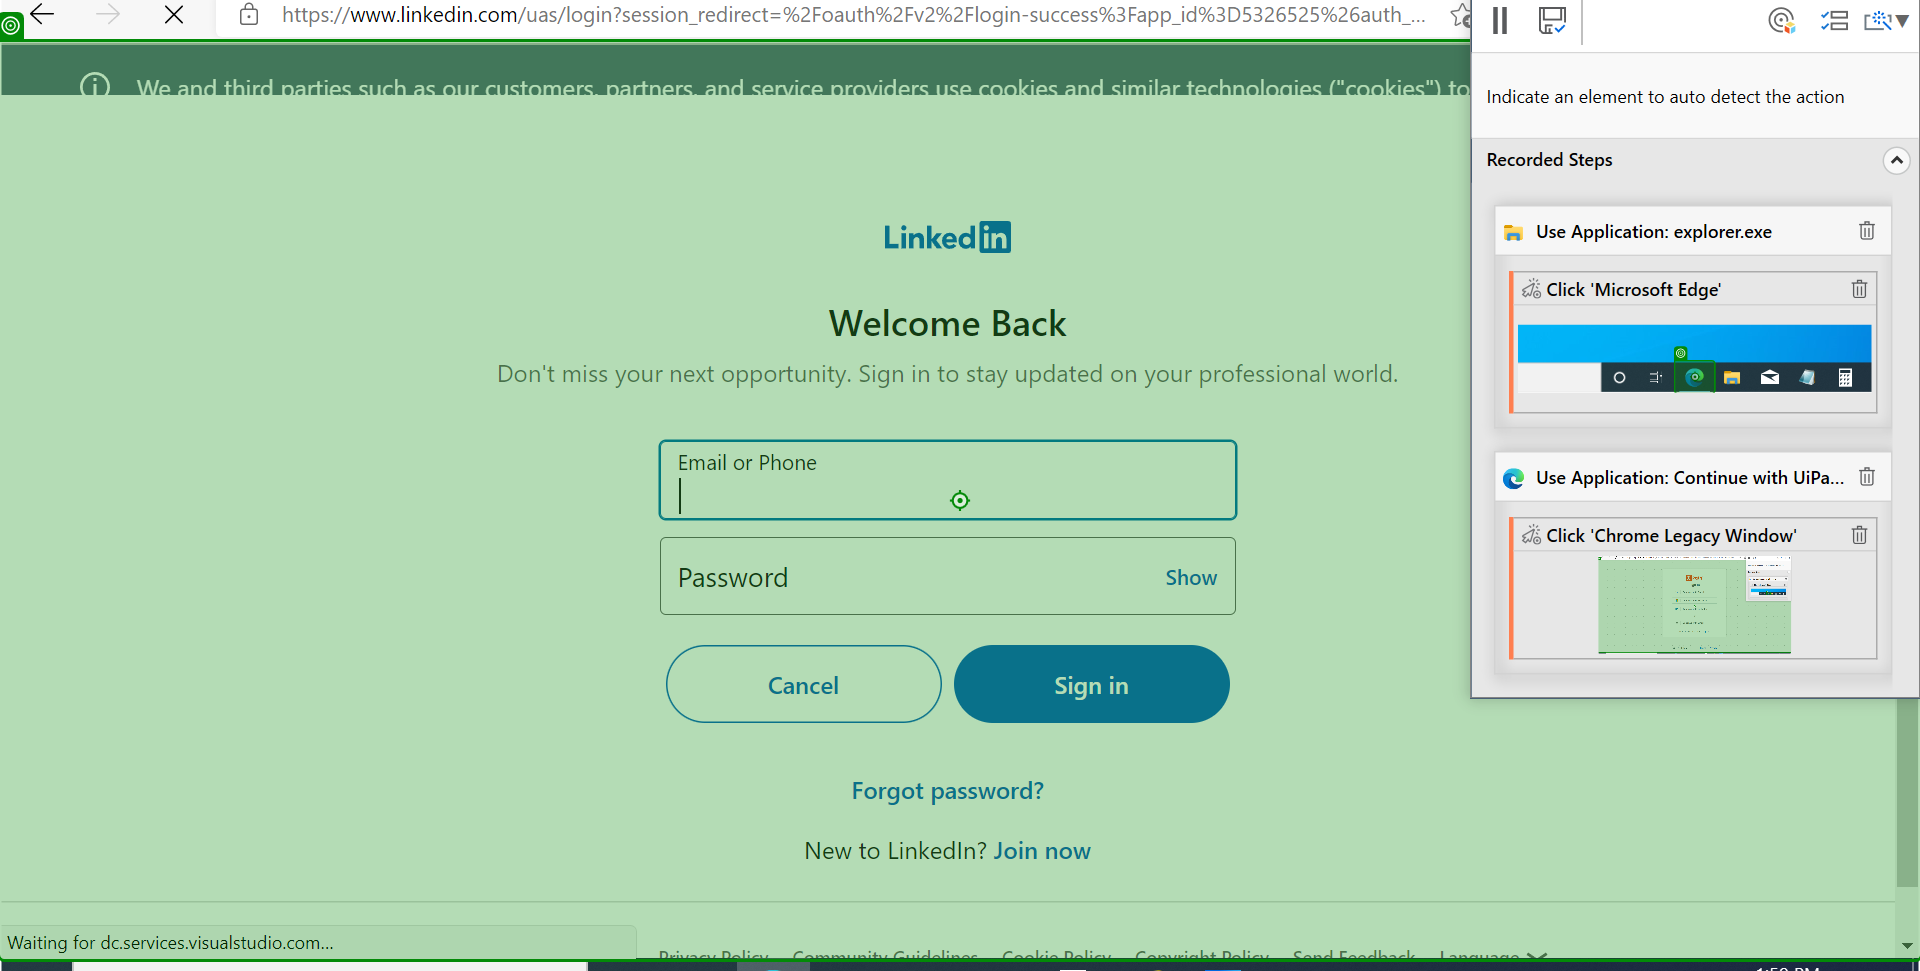 https://www.linkedin.com/uas/login?session_redirect=%2Foauth%2Fv2%2Flogin-success%3Fapp_id%3D5326525%26auth_...
We and third parties such as our customers, partners, and service providers use cookies and similar technologies ("cookies") to
Linked in
Welcome Back
Don't miss your next opportunity. Sign in to stay updated on your professional world.
Email or Phone
Password
Show
Cancel
Sign in
Forgot password?
New to LinkedIn? Join now
Waiting for dc.services.visualstudio.com...
Privacy Policy Community Guidelines Cookie Policy Copyright Policy Send Feedback Language
1:50 PM
Indicate an element to auto detect the action
Recorded Steps
Use Application: explorer.exe
Click 'Microsoft Edge'
Use Application: Continue with UiPa...
Click 'Chrome Legacy Window'